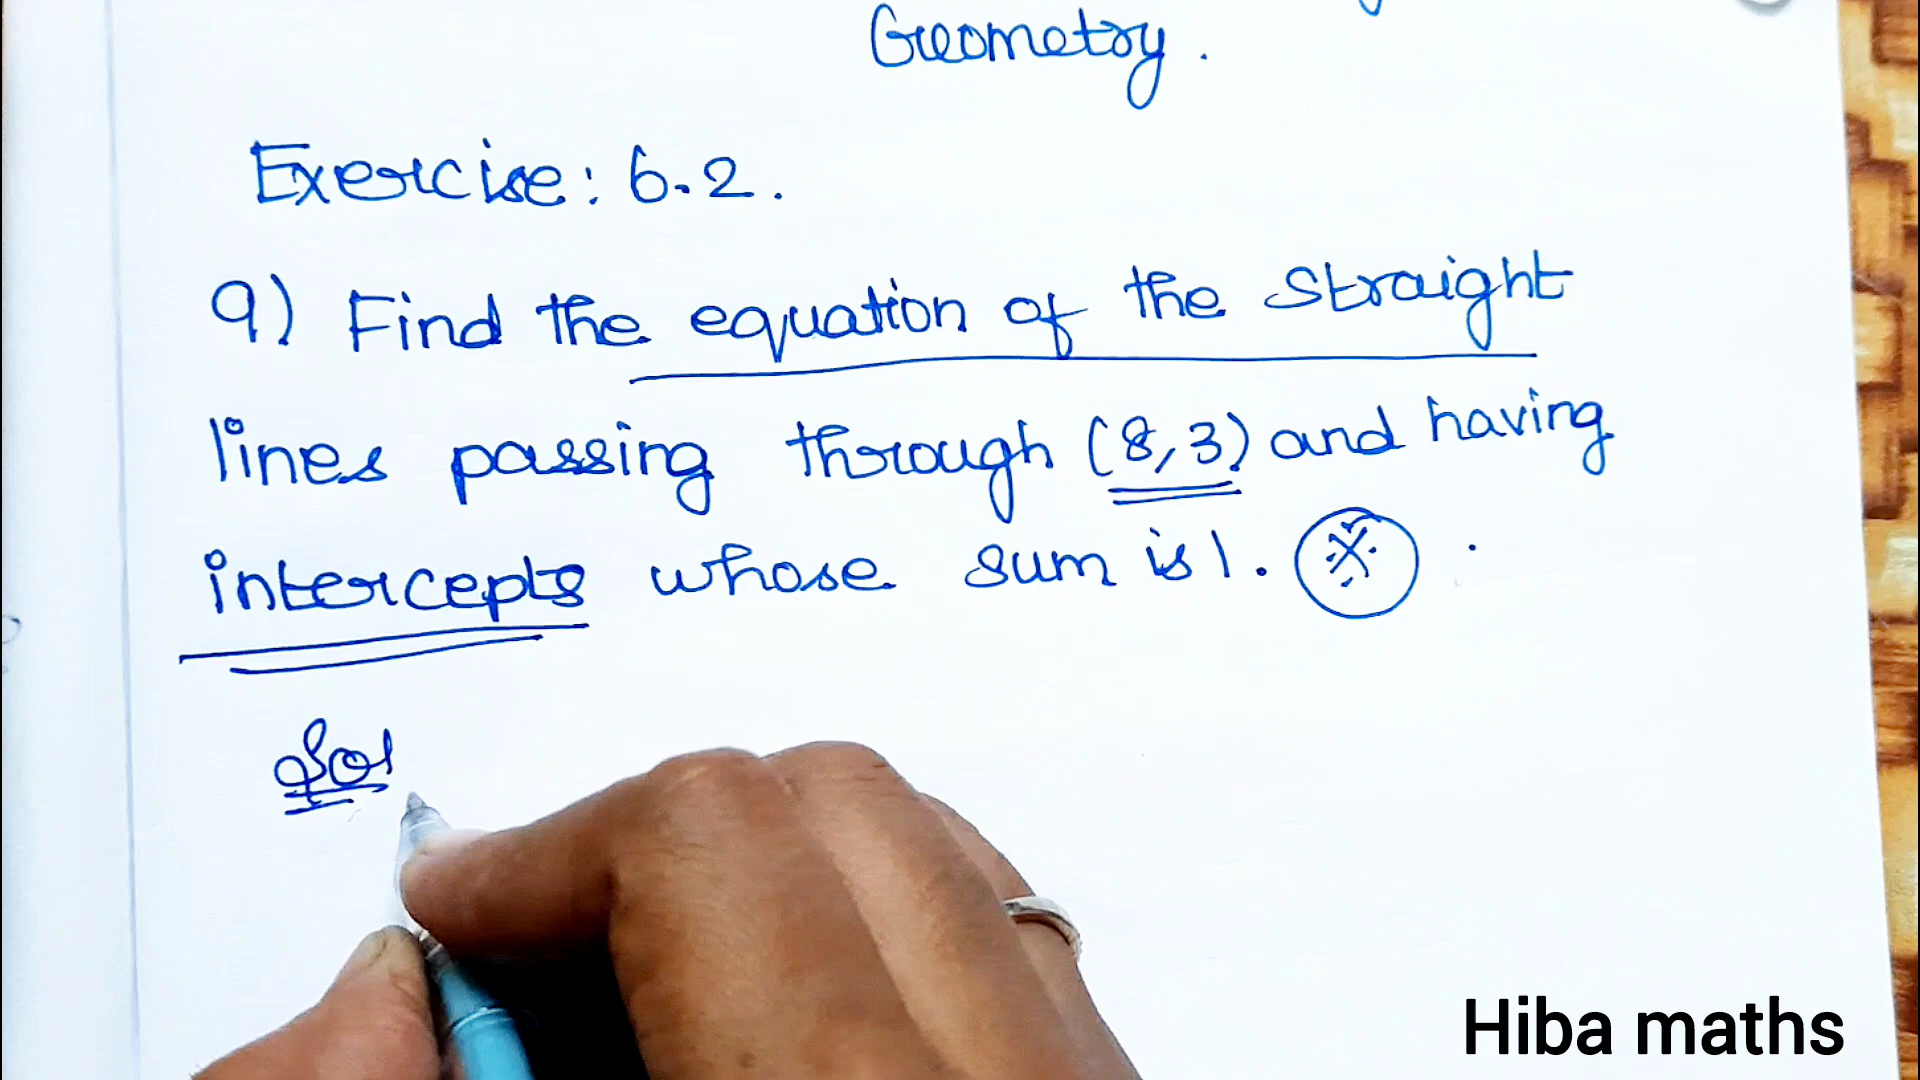 Geometry.
Exercise: 6.2.
9) Find the equation of the straight
lines passing through (8,3) and having
intercepts whose sum is 1.
Sol
Hiba maths